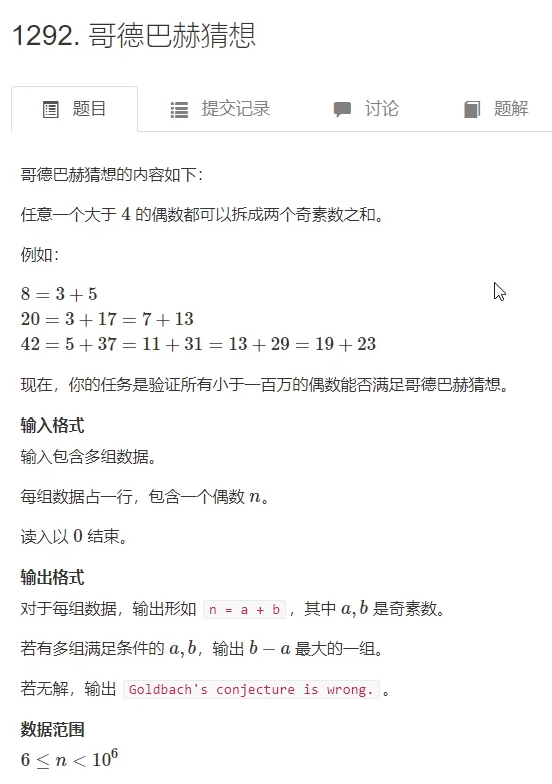 1292. 哥德巴赫猜想
题目 提交记录 讨论 题解
哥德巴赫猜想的内容如下：
任意一个大于 4 的偶数都可以拆成两个奇素数之和。
例如：
8 = 3 + 5
20 = 3 + 17 = 7 + 13
42 = 5 + 37 = 11 + 31 = 13 + 29 = 19 + 23
现在，你的任务是验证所有小于一百万的偶数能否满足哥德巴赫猜想。
输入格式
输入包含多组数据。
每组数据占一行，包含一个偶数 n。
读入以 0 结束。
输出格式
对于每组数据，输出形如 n = a + b ，其中 a, b 是奇素数。
若有多组满足条件的 a, b，输出 b − a 最大的一组。
若无解，输出 Goldbach's conjecture is wrong. 。
数据范围
6 ≤ n < 10⁶